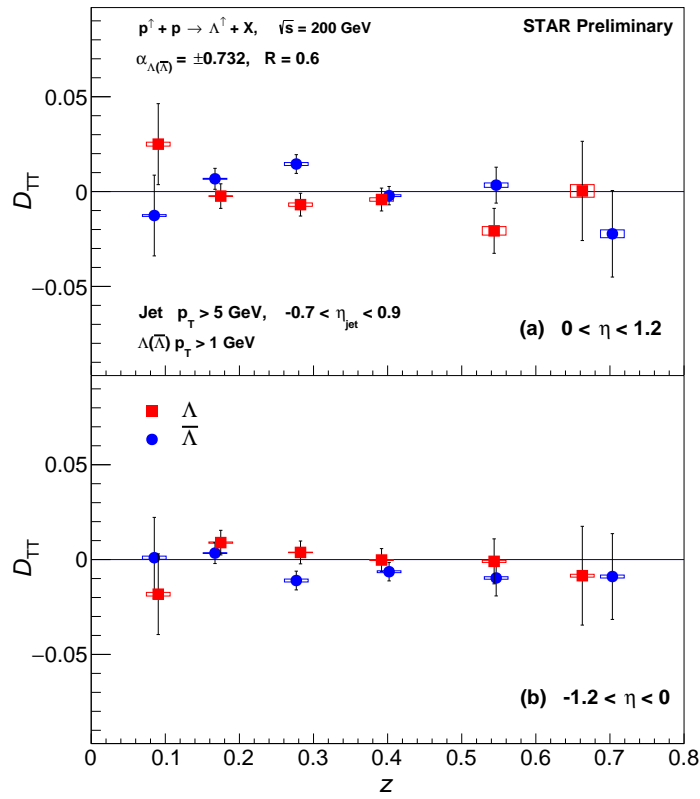 p↑ + p → Λ↑ + X, √s = 200 GeV
STAR Preliminary
α_Λ(Λ̅) = ±0.732, R = 0.6
0.05
0
−0.05
D_TT
Jet p_T > 5 GeV, -0.7 < η_jet < 0.9
Λ(Λ̅) p_T > 1 GeV
(a) 0 < η < 1.2
Λ
Λ̅
0.05
0
−0.05
D_TT
(b) -1.2 < η < 0
0 0.1 0.2 0.3 0.4 0.5 0.6 0.7 0.8
z